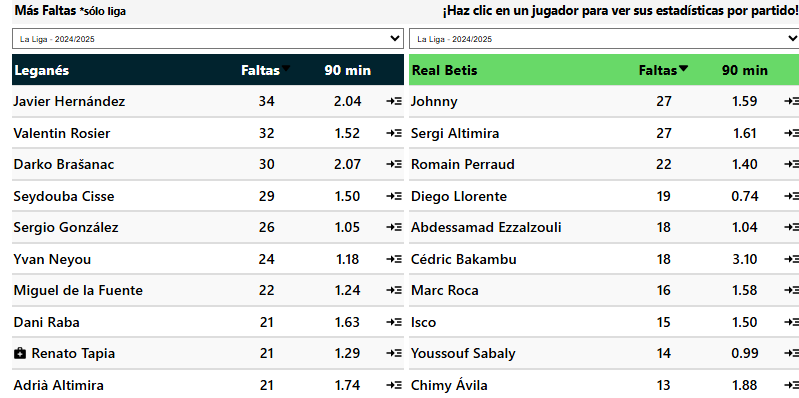 Más Faltas *sólo liga
¡Haz clic en un jugador para ver sus estadísticas por partido!
La Liga - 2024/2025
Leganés Faltas 90 min
Javier Hernández 34 2.04
Valentin Rosier 32 1.52
Darko Brašanac 30 2.07
Seydouba Cisse 29 1.50
Sergio González 26 1.05
Yvan Neyou 24 1.18
Miguel de la Fuente 22 1.24
Dani Raba 21 1.63
Renato Tapia 21 1.29
Adrià Altimira 21 1.74
La Liga - 2024/2025
Real Betis Faltas 90 min
Johnny 27 1.59
Sergi Altimira 27 1.61
Romain Perraud 22 1.40
Diego Llorente 19 0.74
Abdessamad Ezzalzouli 18 1.04
Cédric Bakambu 18 3.10
Marc Roca 16 1.58
Isco 15 1.50
Youssouf Sabaly 14 0.99
Chimy Ávila 13 1.88